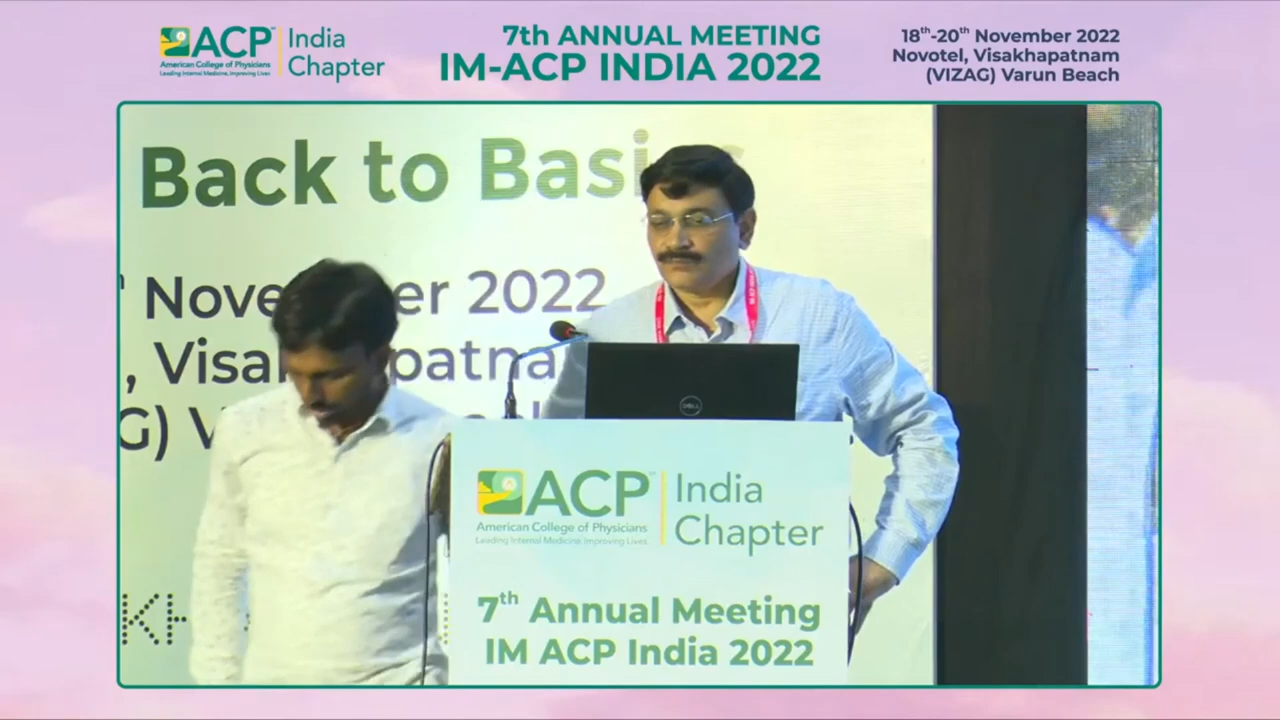 ACP
American College of Physicians
Leading Internal Medicine, Improving Lives
India
Chapter
7th ANNUAL MEETING
IM-ACP INDIA 2022
18th-20th November 2022
Novotel, Visakhapatnam
(VIZAG) Varun Beach
Back to Basi
Nove er 2022
, Visa patna
G) V
DELL
ACP
American College of Physicians
Leading Internal Medicine, Improving Lives
India
Chapter
7th Annual Meeting
IM ACP India 2022